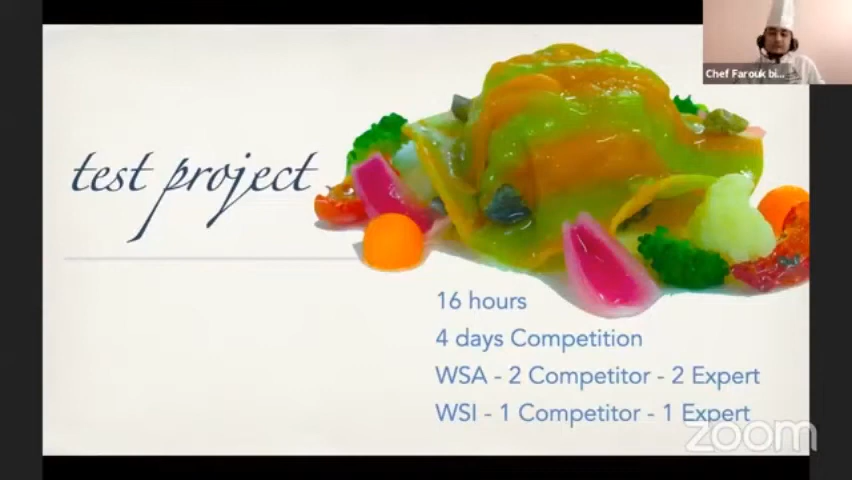 Chef Farouk bi...
test project
16 hours
4 days Competition
WSA - 2 Competitor - 2 Expert
WSI - 1 Competitor - 1 Expert
zoom